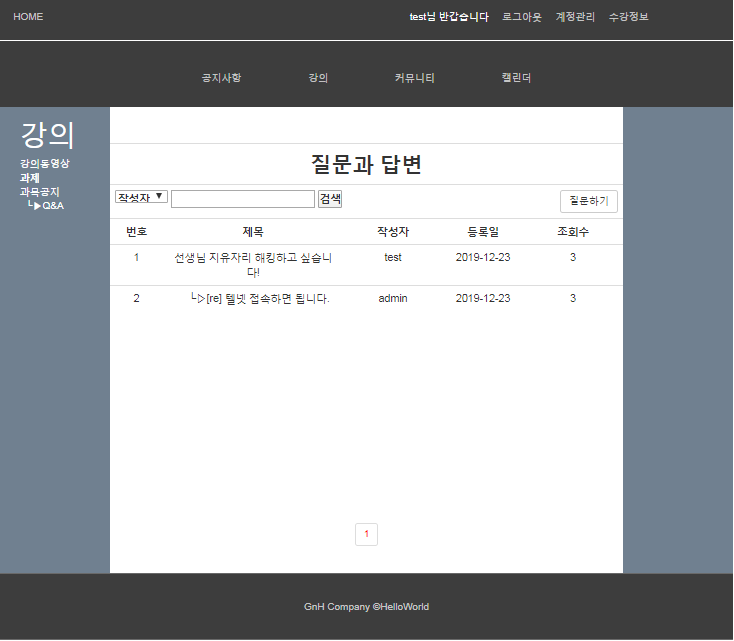 HOME test님 반갑습니다 로그아웃 계정관리 수강정보
공지사항 강의 커뮤니티 캘린더
강의
강의동영상
과제
과목공지
└▶Q&A
질문과 답변
작성자 ▼ 검색 질문하기
번호 제목 작성자 등록일 조회수
1 선생님 지유자리 해킹하고 싶습니 test 2019-12-23 3
다!
2 └▷[re] 텔넷 접속하면 됩니다. admin 2019-12-23 3
1
GnH Company ©HelloWorld